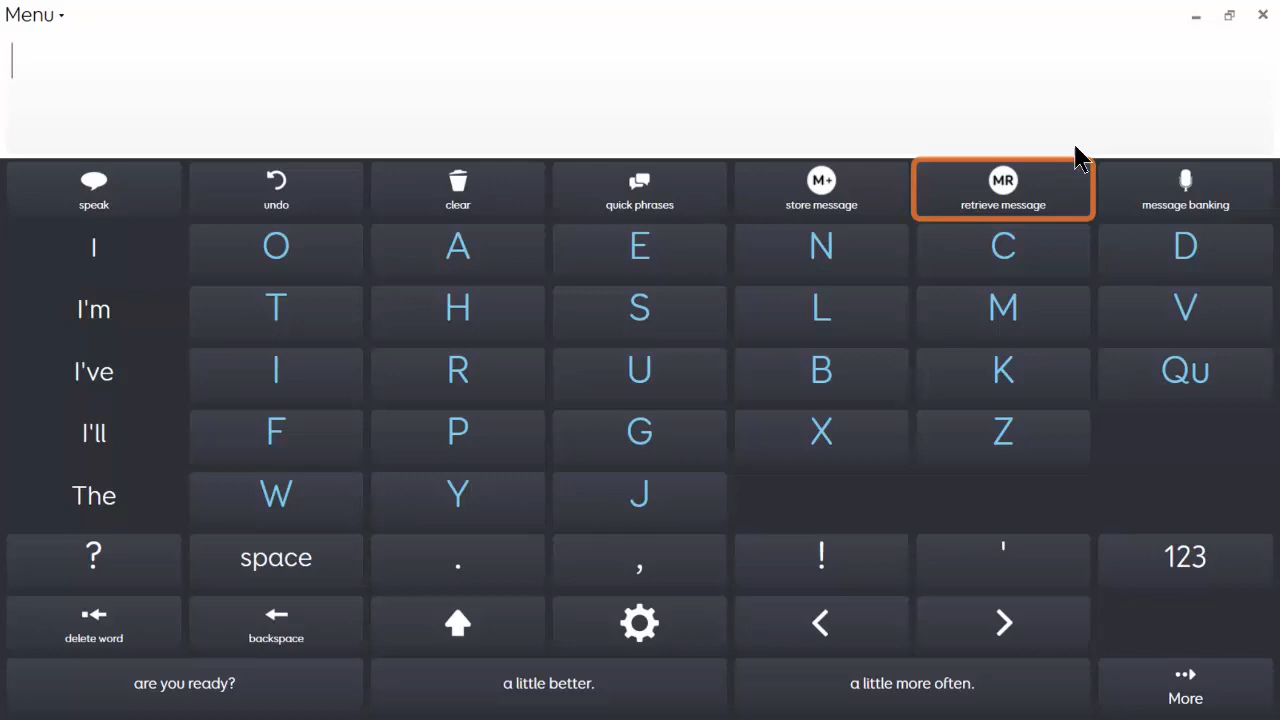 Menu
speak
undo
clear
quick phrases
M+
store message
MR
retrieve message
message banking
I O A E N C D
I'm T H S L M V
I've I R U B K Qu
I'll F P G X Z
The W Y J
? space . , ! ' 123
delete word
backspace
< >
are you ready?
a little better.
a little more often.
More